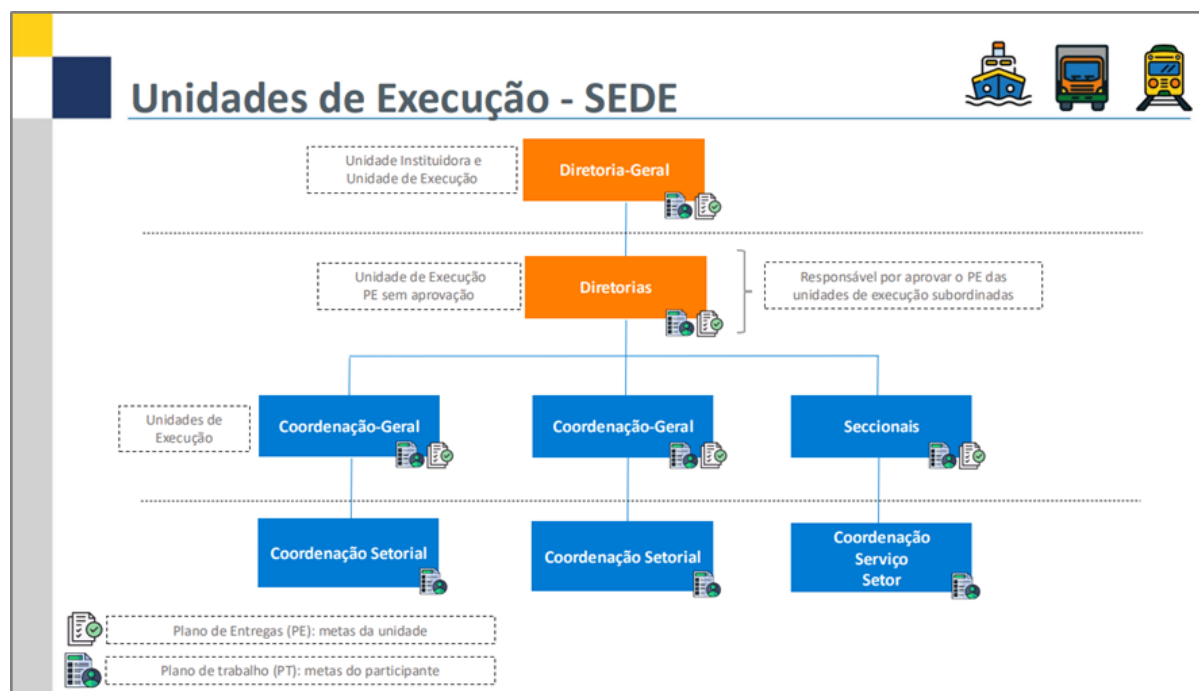 Unidades de Execução - SEDE
Unidade Instituidora e
Unidade de Execução
Diretoria-Geral
Unidade de Execução
PE sem aprovação
Diretorias
Responsável por aprovar o PE das
unidades de execução subordinadas
Unidades de
Execução
Coordenação-Geral
Coordenação-Geral
Seccionais
Coordenação Setorial
Coordenação Setorial
Coordenação
Serviço
Setor
Plano de Entregas (PE): metas da unidade
Plano de trabalho (PT): metas do participante